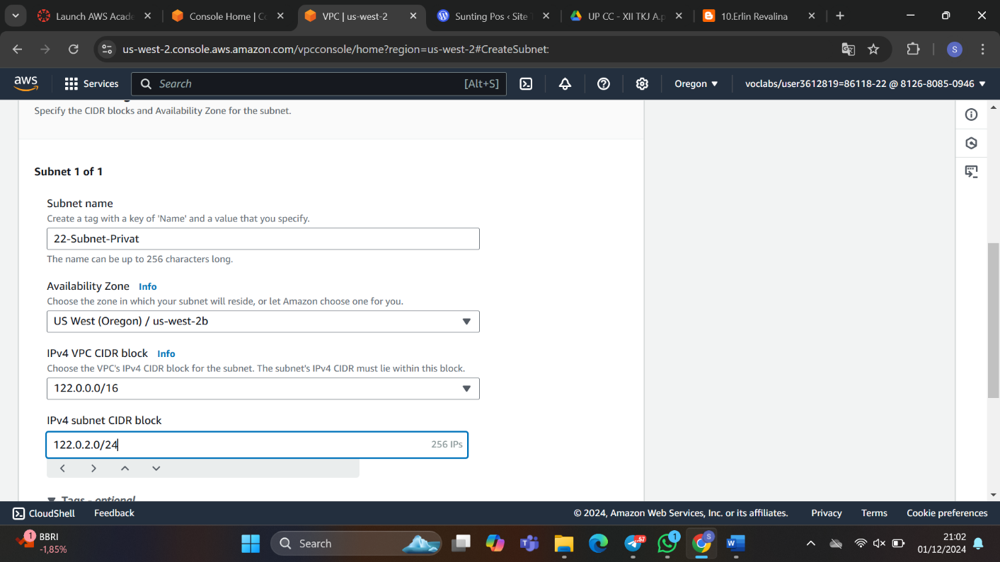 Launch AWS Acade
Console Home | Co
VPC | us-west-2
Sunting Pos ‹ Site T
UP CC - XII TKJ A.p
10.Erlin Revalina
us-west-2.console.aws.amazon.com/vpcconsole/home?region=us-west-2#CreateSubnet:
S
aws
Services
Search
[Alt+S]
Oregon
voclabs/user3612819=86118-22 @ 8126-8085-0946
Specify the CIDR blocks and Availability Zone for the subnet.
Subnet 1 of 1
Subnet name
Create a tag with a key of 'Name' and a value that you specify.
22-Subnet-Privat
The name can be up to 256 characters long.
Availability Zone Info
Choose the zone in which your subnet will reside, or let Amazon choose one for you.
US West (Oregon) / us-west-2b
IPv4 VPC CIDR block Info
Choose the VPC's IPv4 CIDR block for the subnet. The subnet's IPv4 CIDR must lie within this block.
122.0.0.0/16
IPv4 subnet CIDR block
122.0.2.0/24
256 IPs
Tags - optional
CloudShell
Feedback
© 2024, Amazon Web Services, Inc. or its affiliates.
Privacy
Terms
Cookie preferences
1
BBRI
-1,85%
Search
57
1
S
W
21:02
01/12/2024